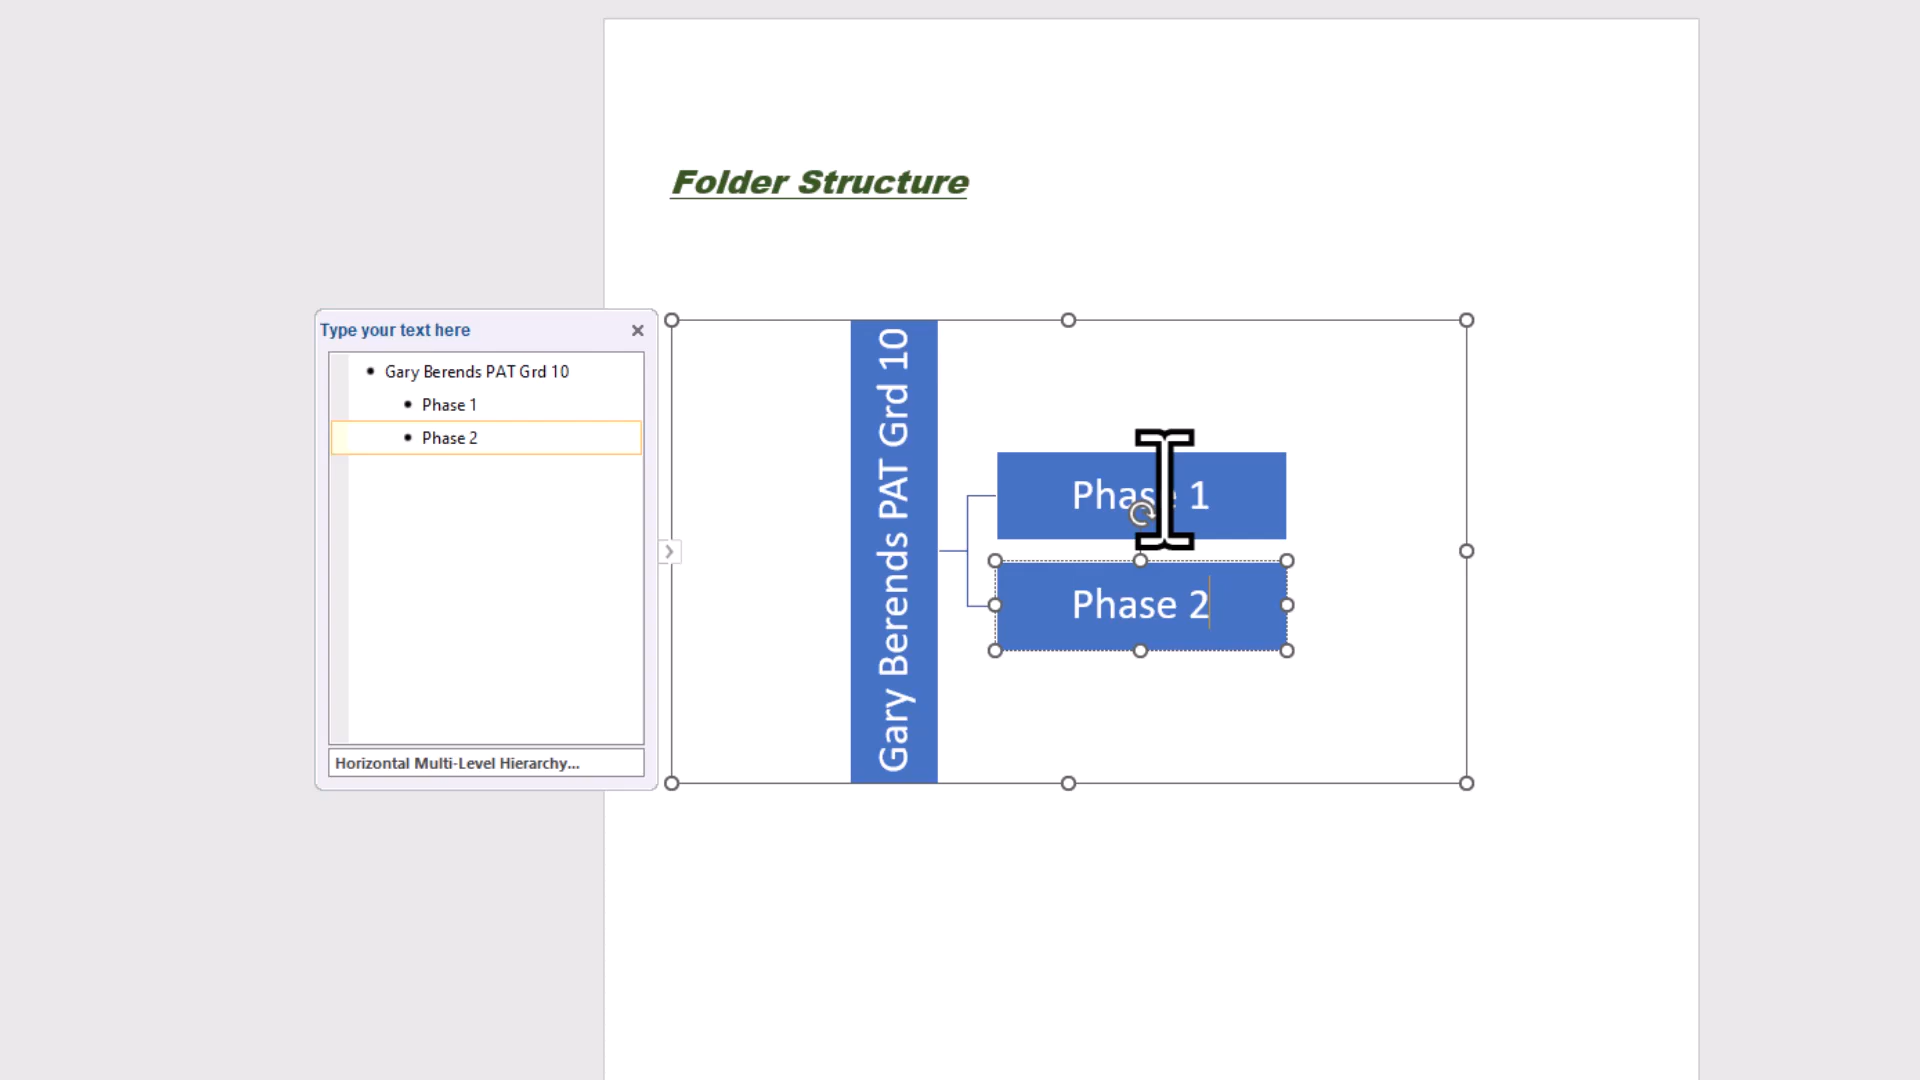 Folder Structure
Type your text here
Gary Berends PAT Grd 10
Phase 1
Phase 2
Horizontal Multi-Level Hierarchy...
Gary Berends PAT Grd 10
Phase 1
Phase 2